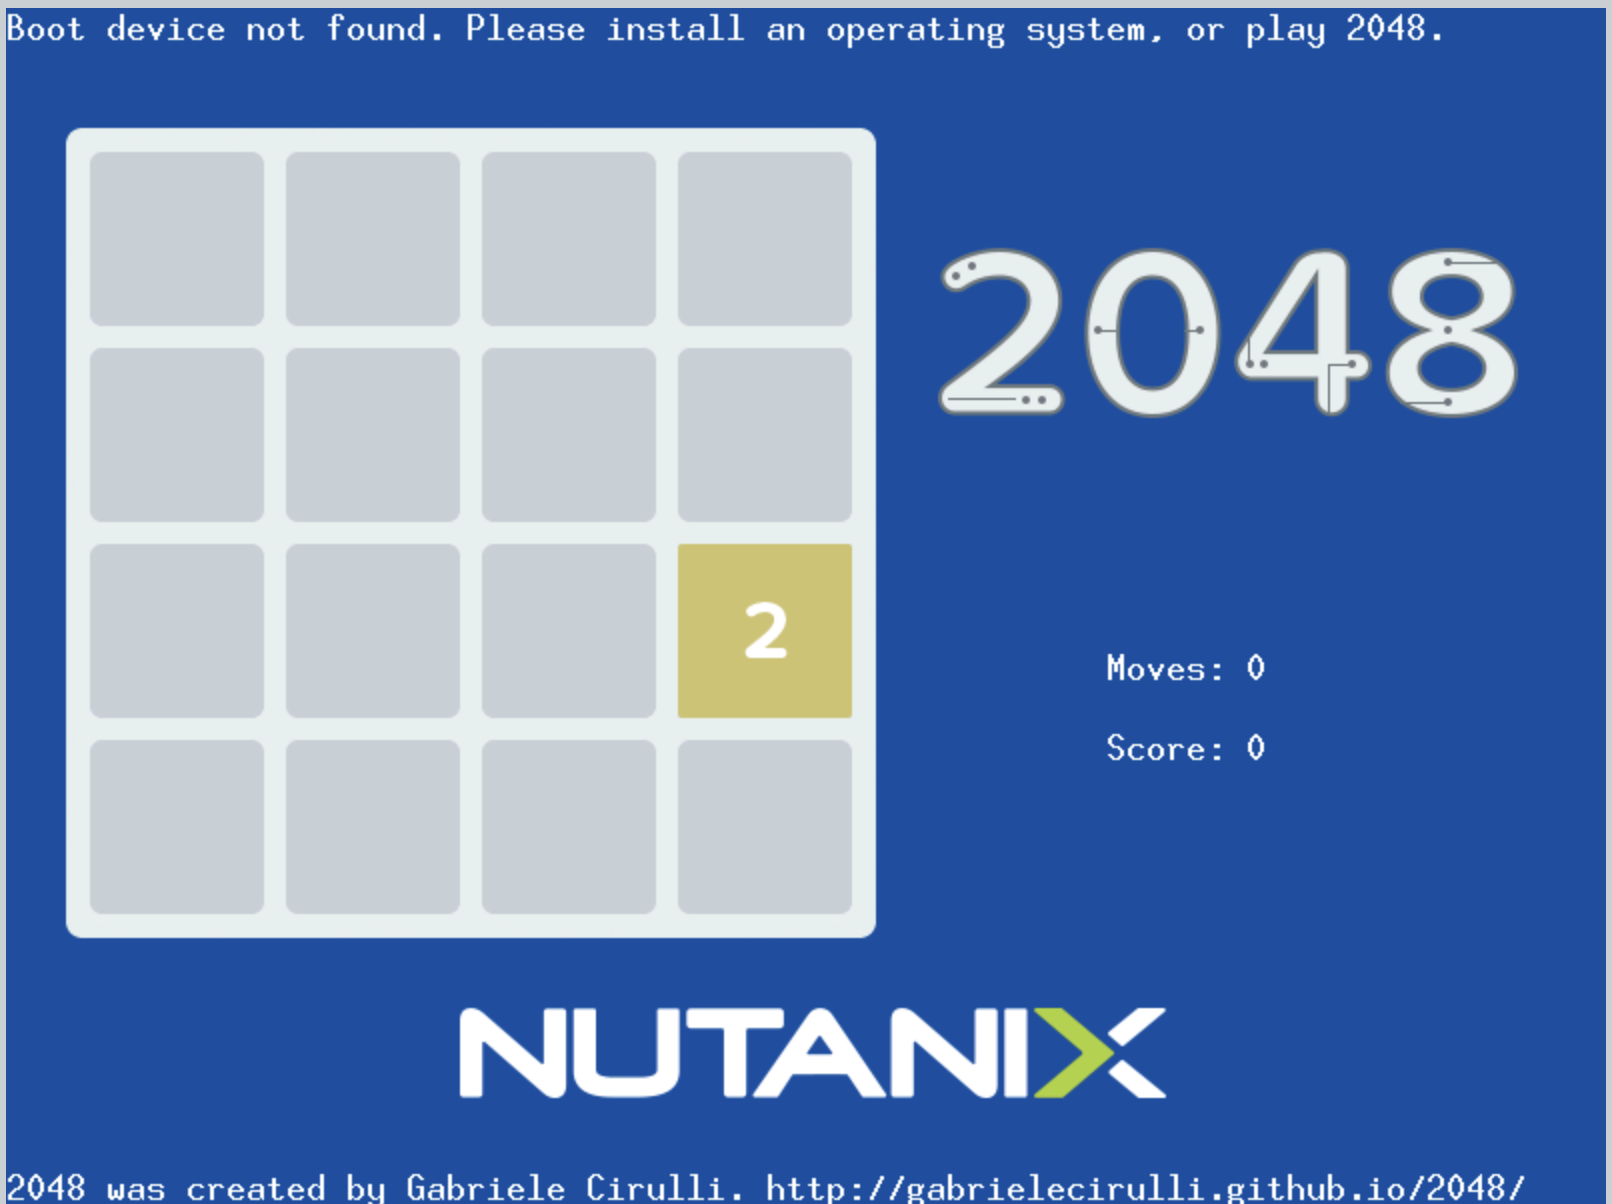 Boot device not found. Please install an operating system, or play 2048.
2048
2
Moves: 0
Score: 0
NUTANIX
2048 was created by Gabriele Cirulli. http://gabrielecirulli.github.io/2048/